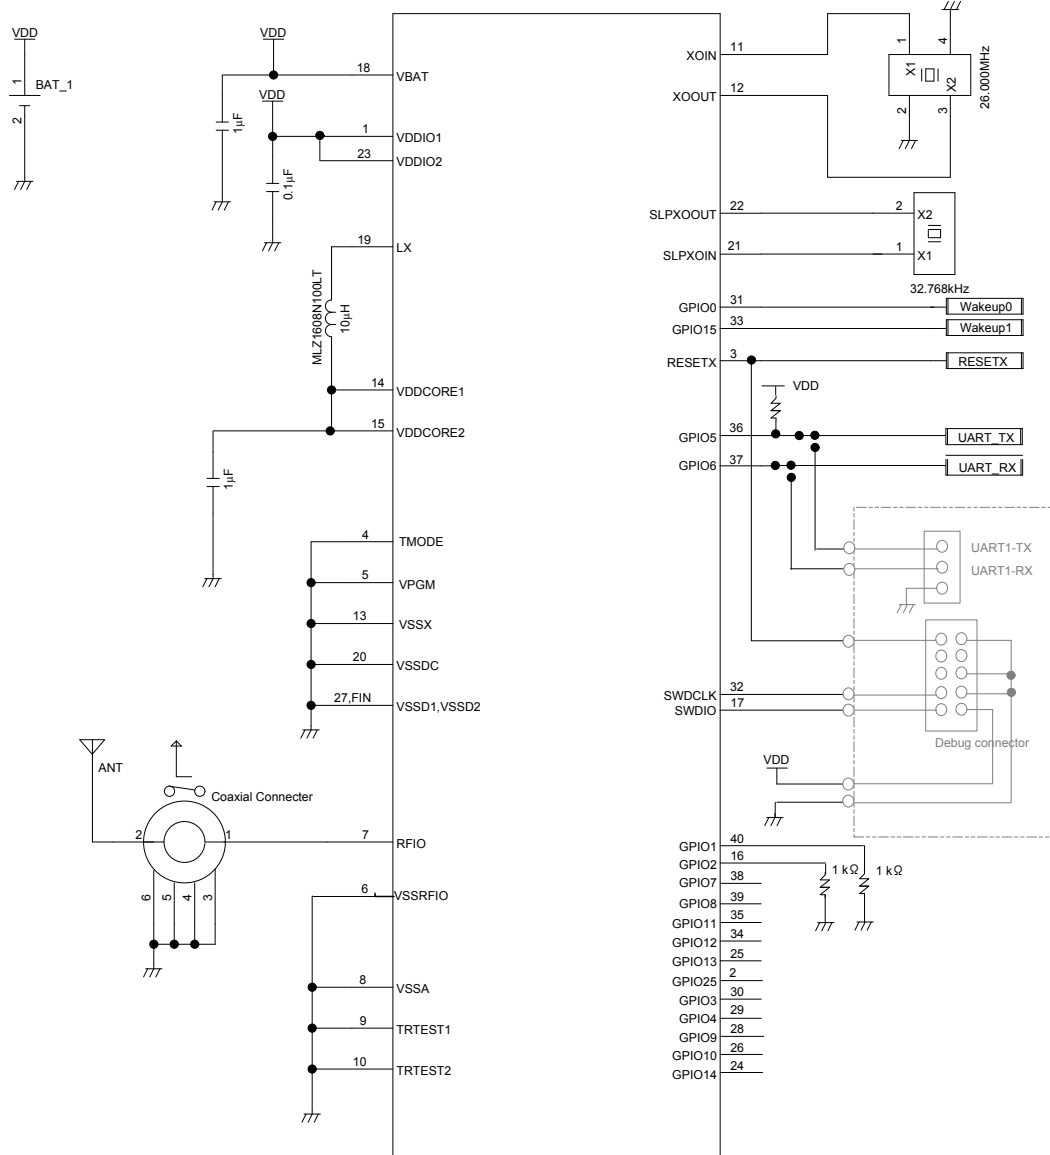 VDD
1
BAT_1
2
VDD
18
VBAT
1µF
VDD
1
VDDIO1
23
VDDIO2
0.1µF
19
LX
MLZ1608N100LT
10µH
14
VDDCORE1
15
VDDCORE2
1µF
4
TMODE
5
VPGM
13
VSSX
20
VSSDC
27,FIN
VSSD1,VSSD2
ANT
Coaxial Connecter
2
1
7
RFIO
6
5
4
3
6
VSSRFIO
8
VSSA
9
TRTEST1
10
TRTEST2
XOIN
11
XOOUT
12
1
4
X1
X2
2
3
26.000MHz
SLPXOOUT
22
2
X2
SLPXOIN
21
1
X1
32.768kHz
GPIO0
31
Wakeup0
GPIO15
33
Wakeup1
RESETX
3
RESETX
VDD
GPIO5
36
UART_TX
GPIO6
37
UART_RX
UART1-TX
UART1-RX
SWDCLK
32
SWDIO
17
Debug connector
VDD
GPIO1
40
GPIO2
16
1 kΩ
1 kΩ
GPIO7
38
GPIO8
39
GPIO11
35
GPIO12
34
GPIO13
25
GPIO25
2
GPIO3
30
GPIO4
29
GPIO9
28
GPIO10
26
GPIO14
24